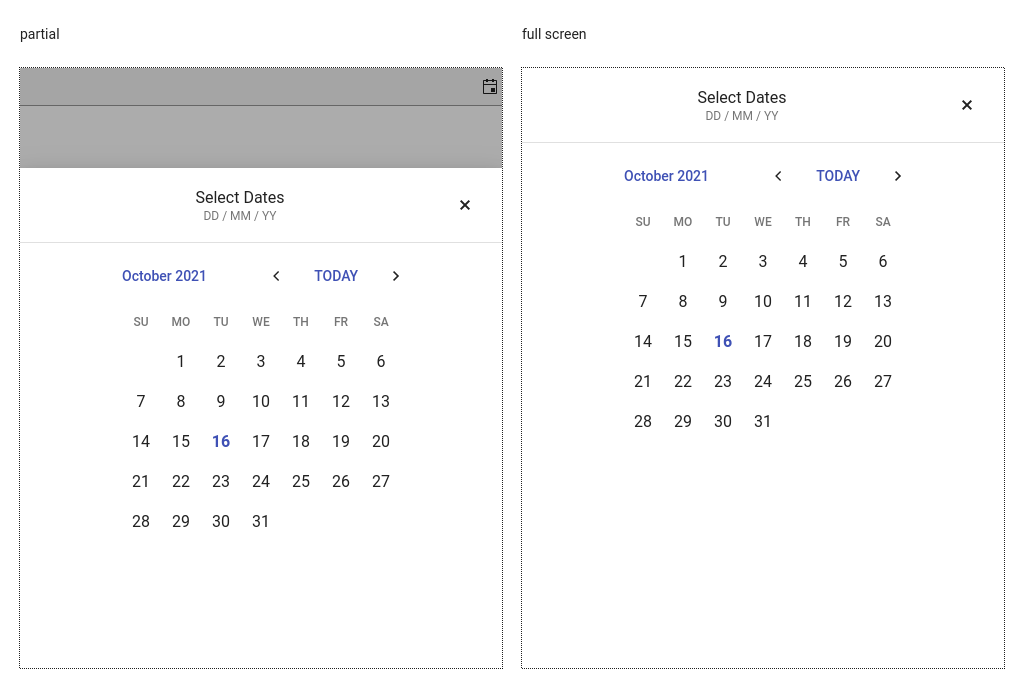 partial
Select Dates
DD / MM / YY
October 2021 TODAY
SU MO TU WE TH FR SA
1 2 3 4 5 6
7 8 9 10 11 12 13
14 15 16 17 18 19 20
21 22 23 24 25 26 27
28 29 30 31
full screen
Select Dates
DD / MM / YY
October 2021 TODAY
SU MO TU WE TH FR SA
1 2 3 4 5 6
7 8 9 10 11 12 13
14 15 16 17 18 19 20
21 22 23 24 25 26 27
28 29 30 31